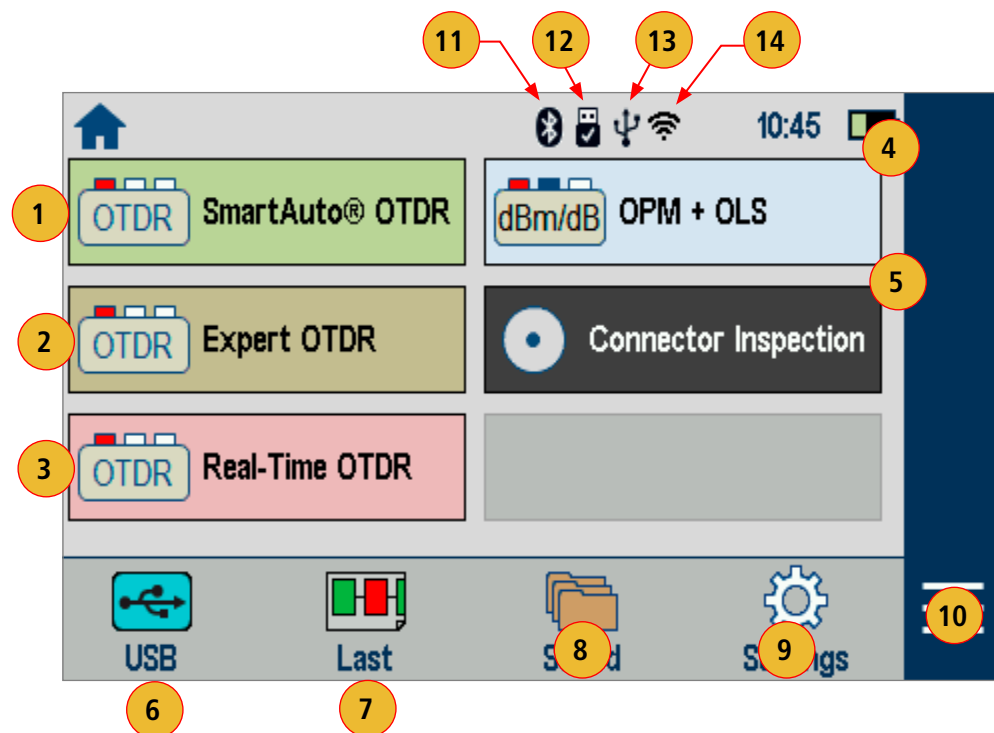 11 12 13 14
10:45
4
1 OTDR SmartAuto® OTDR dBm/dB OPM + OLS
5
2 OTDR Expert OTDR Connector Inspection
3 OTDR Real-Time OTDR
10
USB Last 8 9
6 7